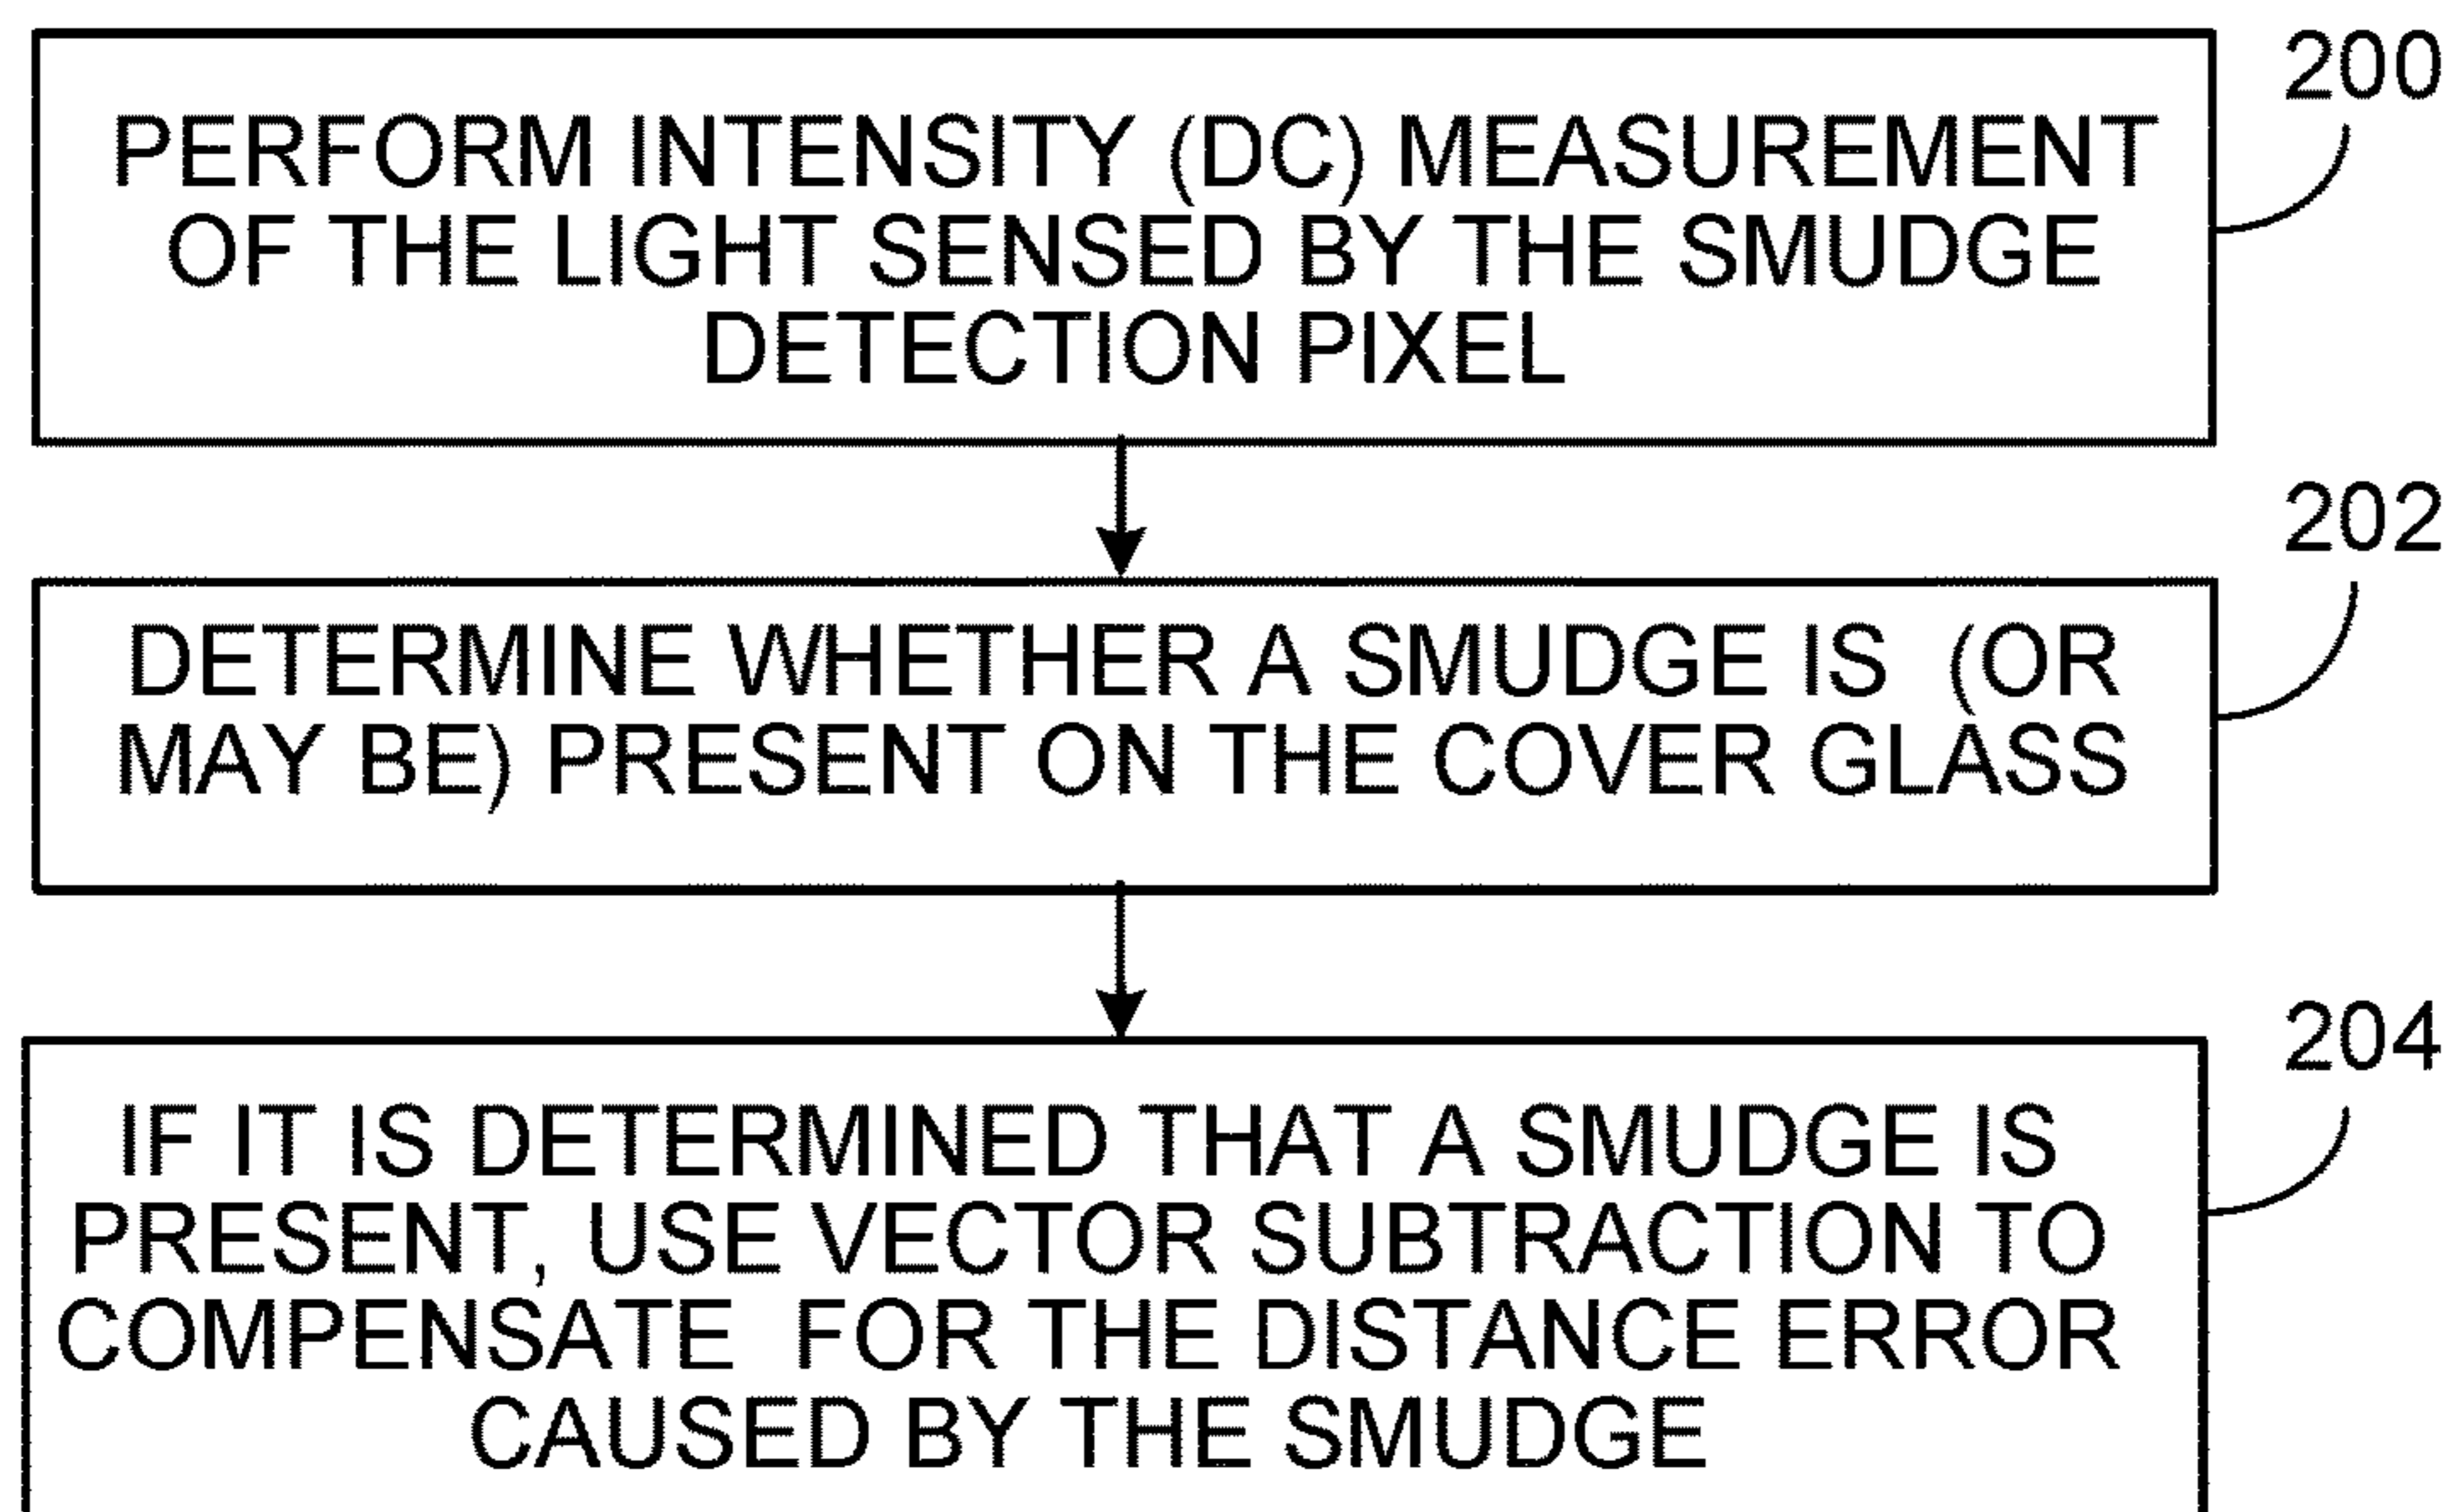 200
PERFORM INTENSITY (DC) MEASUREMENT
OF THE LIGHT SENSED BY THE SMUDGE
DETECTION PIXEL
202
DETERMINE WHETHER A SMUDGE IS (OR
MAY BE) PRESENT ON THE COVER GLASS
204
IF IT IS DETERMINED THAT A SMUDGE IS
PRESENT, USE VECTOR SUBTRACTION TO
COMPENSATE FOR THE DISTANCE ERROR
CAUSED BY THE SMUDGE